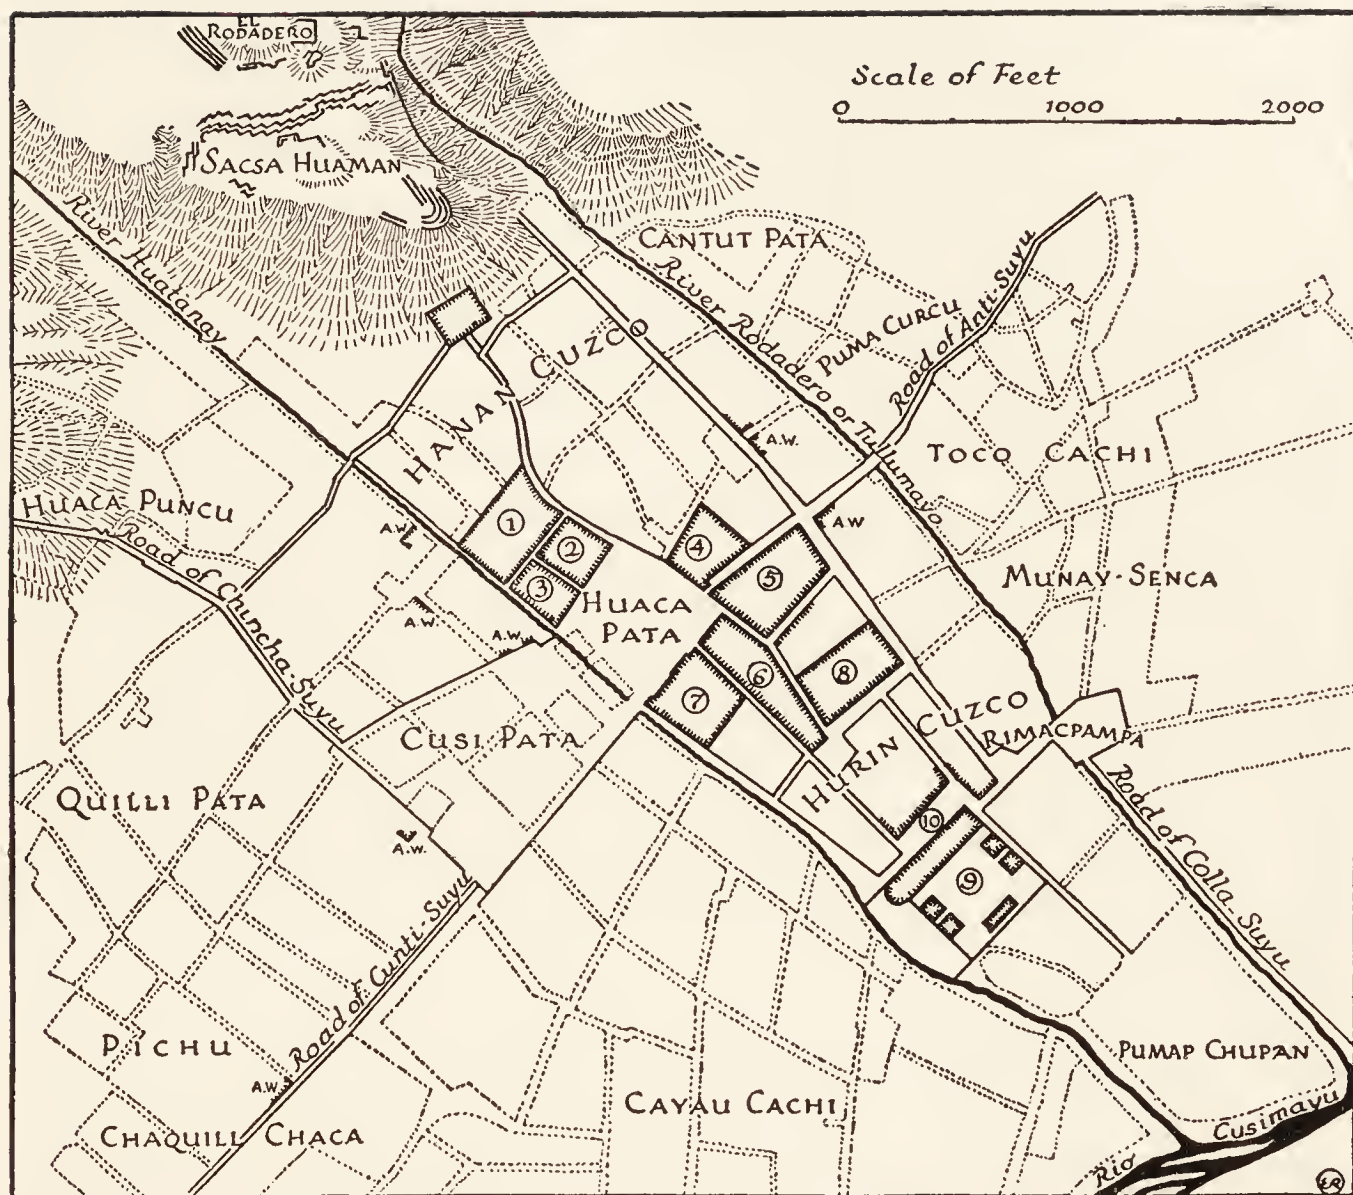 EL
RODADERO
Scale of Feet
0 1000 2000
SACSA HUAMAN
River Huatanay
CANTUT PATA
River Rodadero or Tullumayo
PUMA CURCU
Road of Anti-Suyu
HANAN CUZCO
A.W.
TOCO CACHI
HUACA PUNCU
Road of Chincha Suyu
A.W.
A.W
1
2
3
4
5
MUNAY-SENCA
HUACA
PATA
A.W.
A.W.
6
7
8
CUSI PATA
HURIN CUZCO
RIMACPAMPA
QUILLI PATA
Road of Colla Suyu
A.W.
10
9
Road of Cunti-Suyu
PICHU
PUMAP CHUPAN
A.W.
CAYAU CACHI
CHAQUILL CHACA
Cusimayu
Rio
ER